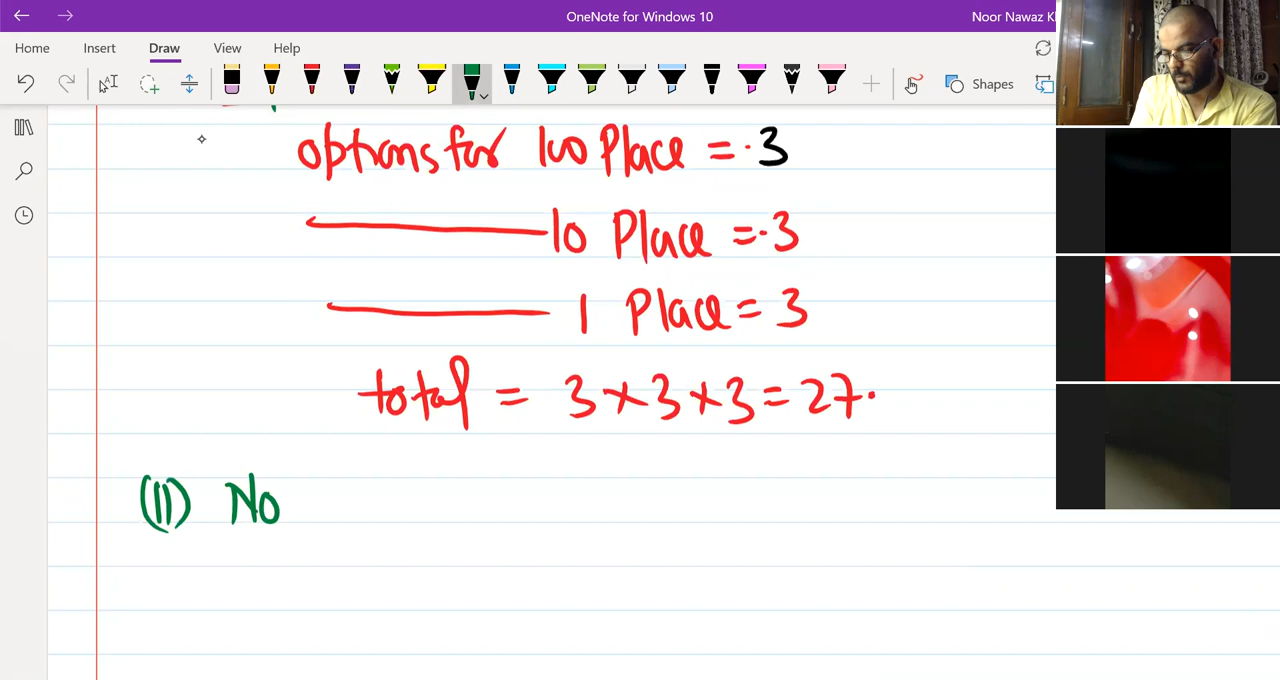 OneNote for Windows 10
Noor Nawaz Kh
Home Insert Draw View Help
Shapes
options for 100 Place = 3
10 Place = 3
1 Place = 3
total = 3 × 3 × 3 = 27.
(II) No